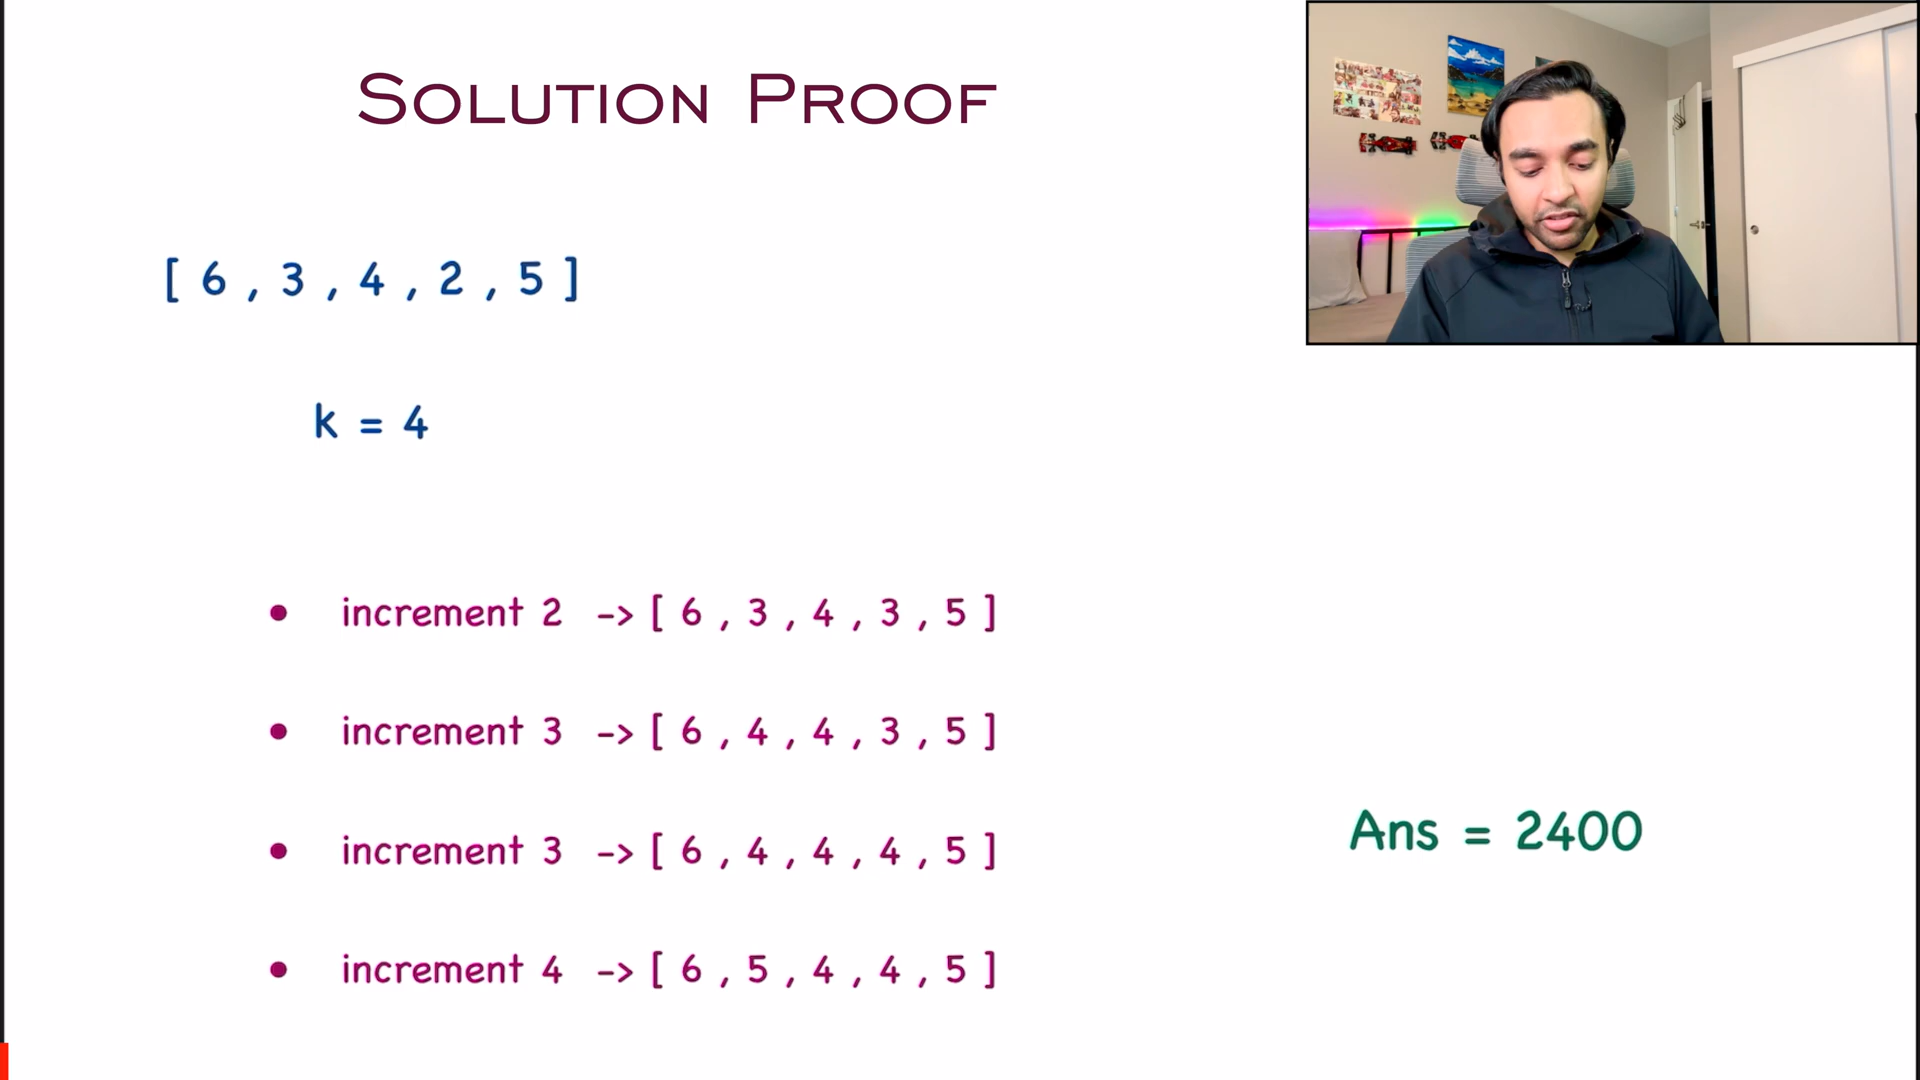 SOLUTION PROOF
[ 6 , 3 , 4 , 2 , 5 ]
k = 4
• increment 2 -> [ 6 , 3 , 4 , 3 , 5 ]
• increment 3 -> [ 6 , 4 , 4 , 3 , 5 ]
• increment 3 -> [ 6 , 4 , 4 , 4 , 5 ]
• increment 4 -> [ 6 , 5 , 4 , 4 , 5 ]
Ans = 2400